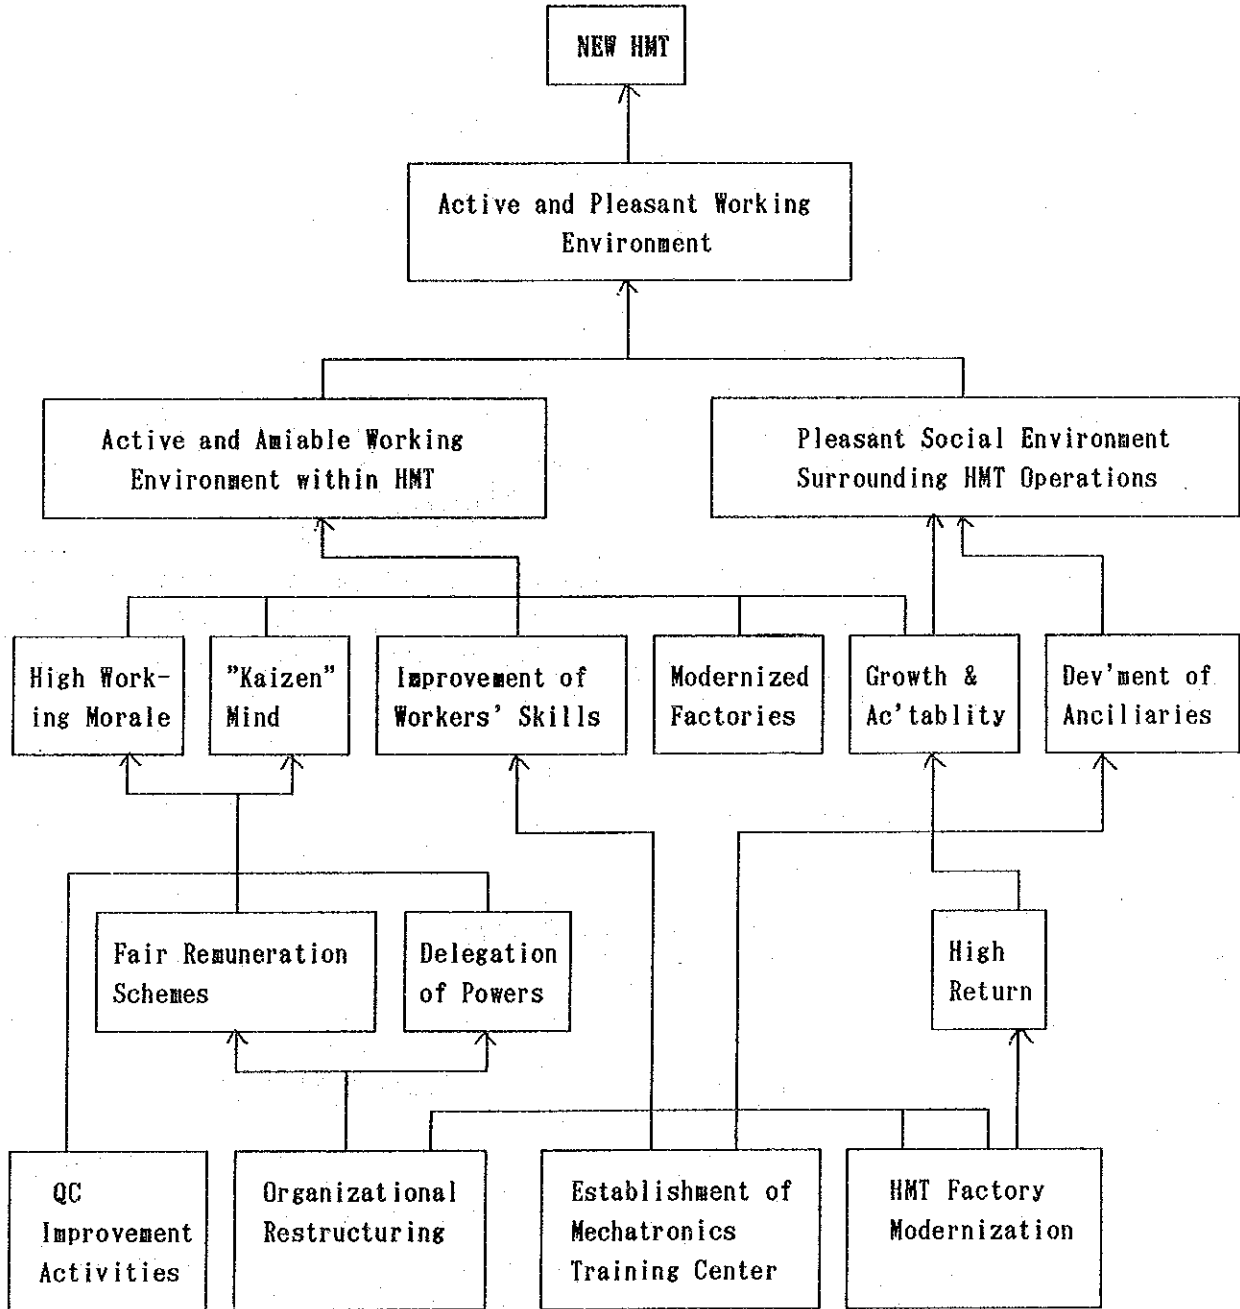 NEW HMT
Active and Pleasant Working
Environment
Active and Amiable Working
Environment within HMT
Pleasant Social Environment
Surrounding HMT Operations
High Work-
ing Morale
"Kaizen"
Mind
Improvement of
Workers' Skills
Modernized
Factories
Growth &
Ac'tablity
Dev'ment of
Anciliaries
Fair Remuneration
Schemes
Delegation
of Powers
High
Return
QC
Improvement
Activities
Organizational
Restructuring
Establishment of
Mechatronics
Training Center
HMT Factory
Modernization